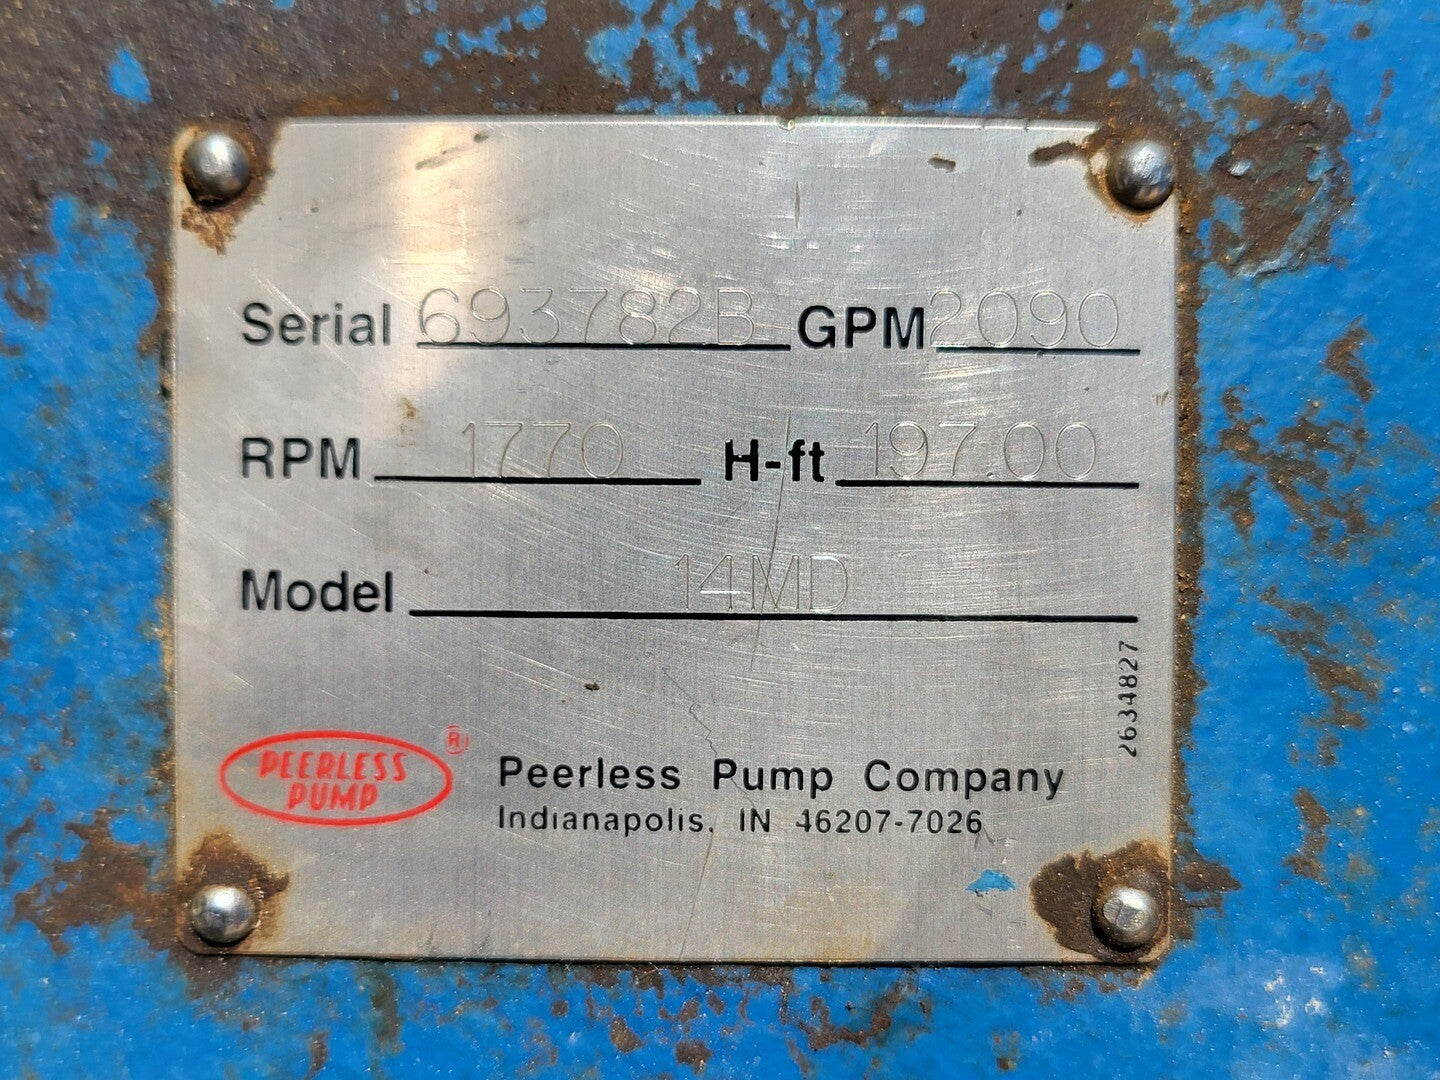 Serial 693782B GPM 2090
RPM 1770 H-ft 197.00
Model 14MD
2634827
PEERLESS
PUMP
®
Peerless Pump Company
Indianapolis, IN 46207-7026